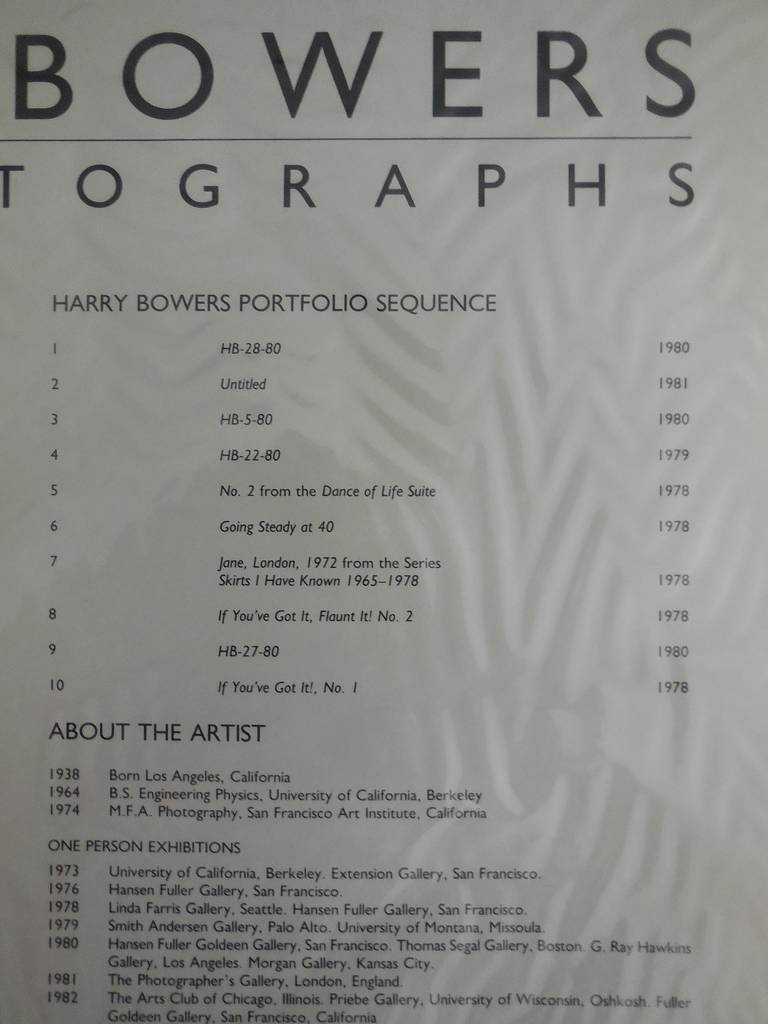 BOWERS
TOGRAPHS
HARRY BOWERS PORTFOLIO SEQUENCE
1 HB-28-80 1980
2 Untitled 1981
3 HB-5-80 1980
4 HB-22-80 1979
5 No. 2 from the Dance of Life Suite 1978
6 Going Steady at 40 1978
7 Jane, London, 1972 from the Series
Skirts I Have Known 1965–1978 1978
8 If You've Got It, Flaunt It! No. 2 1978
9 HB-27-80 1980
10 If You've Got It!, No. 1 1978
ABOUT THE ARTIST
1938 Born Los Angeles, California
1964 B.S. Engineering Physics, University of California, Berkeley
1974 M.F.A. Photography, San Francisco Art Institute, California
ONE PERSON EXHIBITIONS
1973 University of California, Berkeley. Extension Gallery, San Francisco.
1976 Hansen Fuller Gallery, San Francisco.
1978 Linda Farris Gallery, Seattle. Hansen Fuller Gallery, San Francisco.
1979 Smith Andersen Gallery, Palo Alto. University of Montana, Missoula.
1980 Hansen Fuller Goldeen Gallery, San Francisco. Thomas Segal Gallery, Boston. G. Ray Hawkins
Gallery, Los Angeles. Morgan Gallery, Kansas City.
1981 The Photographer's Gallery, London, England.
1982 The Arts Club of Chicago, Illinois. Priebe Gallery, University of Wisconsin, Oshkosh. Fuller
Goldeen Gallery, San Francisco, California